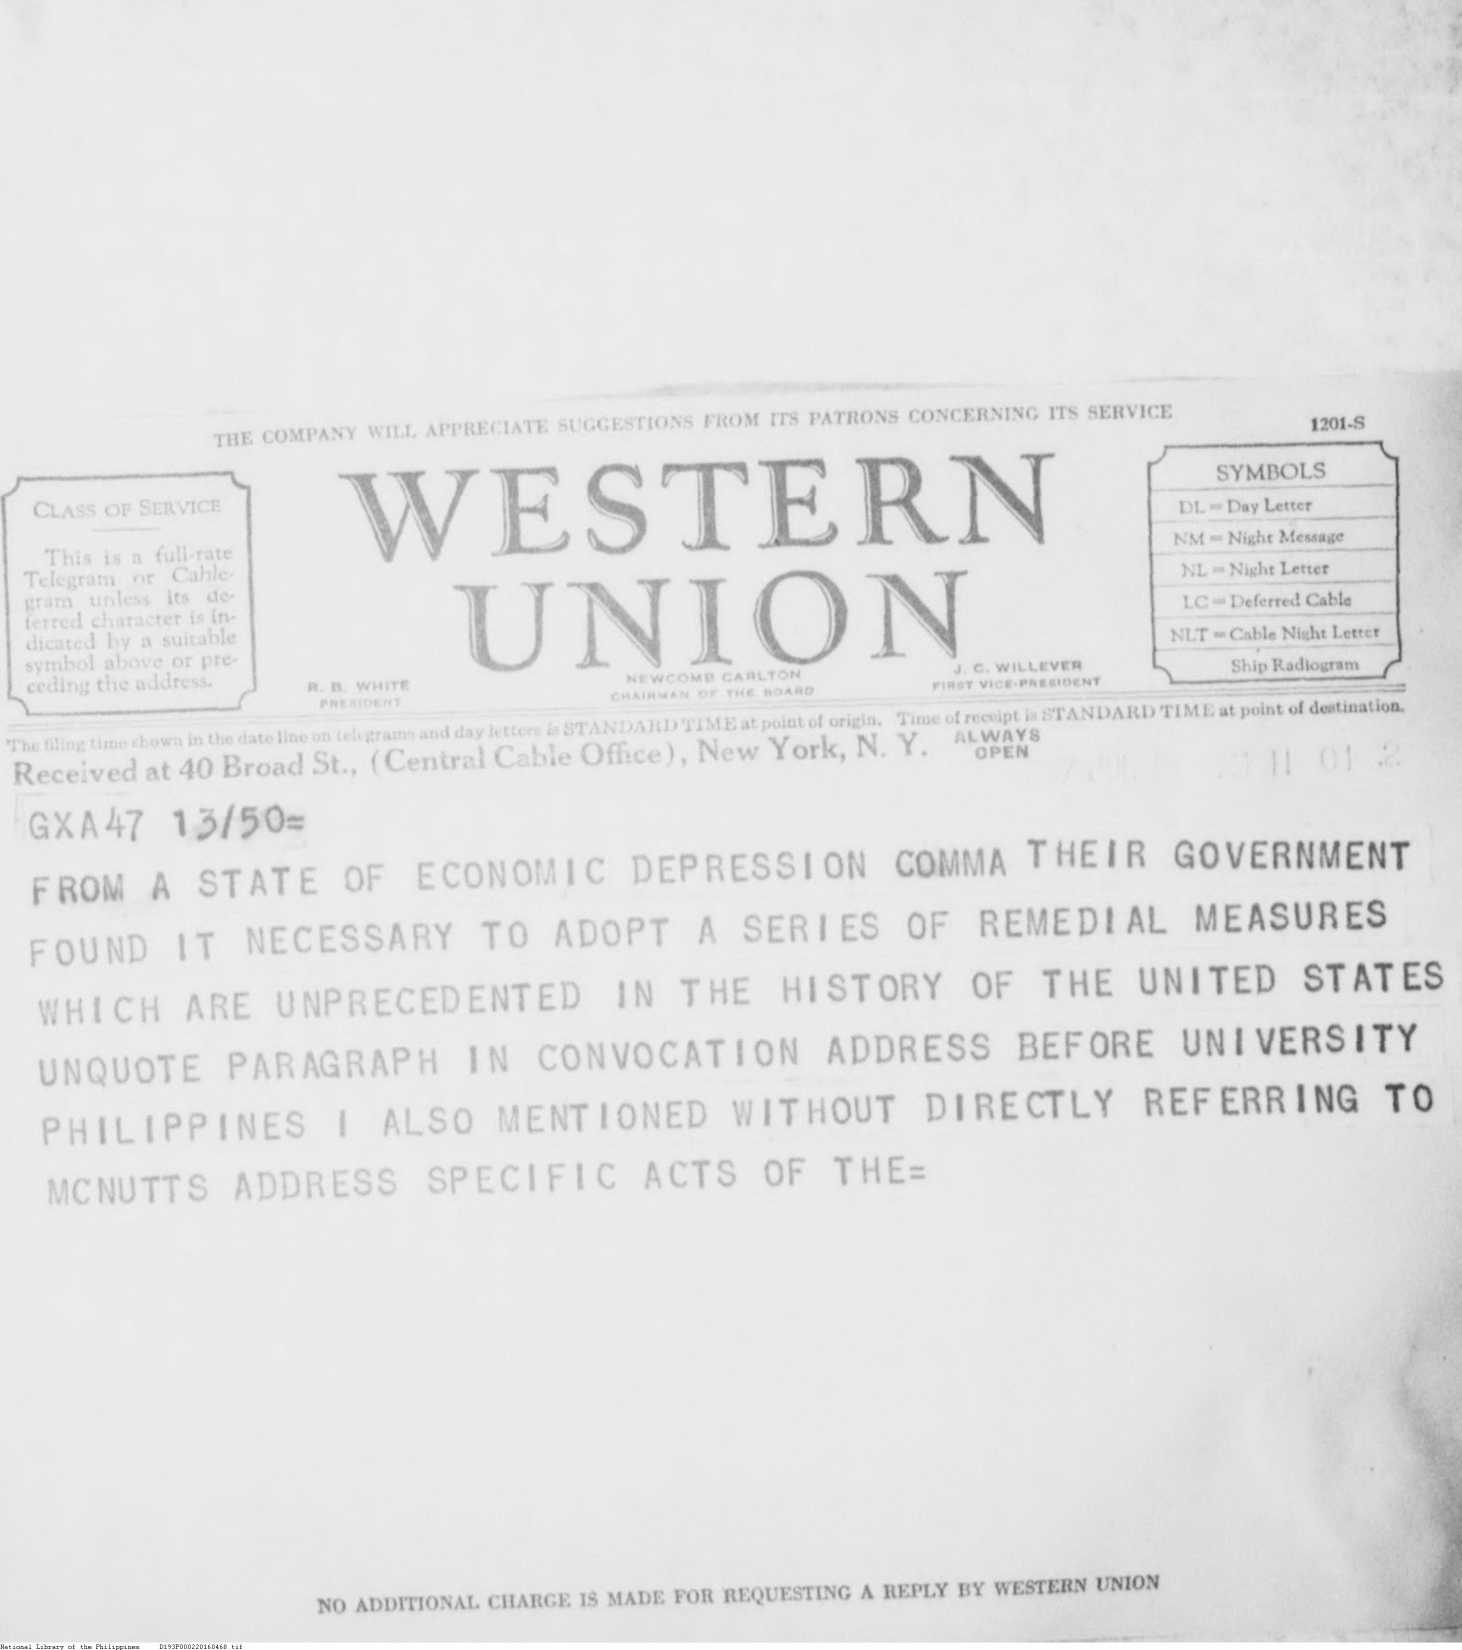 THE COMPANY WILL APPRECIATE SUGGESTIONS FROM ITS PATRONS CONCERNING ITS SERVICE
1201-S
CLASS OF SERVICE
This is a full-rate
Telegram or Cable-
gram unless its de-
ferred character is in-
dicated by a suitable
symbol above or pre-
ceding the address.
WESTERN
UNION
R. B. WHITE
PRESIDENT
NEWCOMB CARLTON
CHAIRMAN OF THE BOARD
J. C. WILLEVER
FIRST VICE-PRESIDENT
SYMBOLS
DL = Day Letter
NM = Night Message
NL = Night Letter
LC = Deferred Cable
NLT = Cable Night Letter
Ship Radiogram
The filing time shown in the date line on telegrams and day letters is STANDARD TIME at point of origin. Time of receipt is STANDARD TIME at point of destination.
Received at 40 Broad St., (Central Cable Office), New York, N. Y. ALWAYS OPEN
11 01
GXA47 13/50=
FROM A STATE OF ECONOMIC DEPRESSION COMMA THEIR GOVERNMENT
FOUND IT NECESSARY TO ADOPT A SERIES OF REMEDIAL MEASURES
WHICH ARE UNPRECEDENTED IN THE HISTORY OF THE UNITED STATES
UNQUOTE PARAGRAPH IN CONVOCATION ADDRESS BEFORE UNIVERSITY
PHILIPPINES I ALSO MENTIONED WITHOUT DIRECTLY REFERRING TO
MCNUTTS ADDRESS SPECIFIC ACTS OF THE=
NO ADDITIONAL CHARGE IS MADE FOR REQUESTING A REPLY BY WESTERN UNION
National Library of the Philippines D193P000220160468 tif